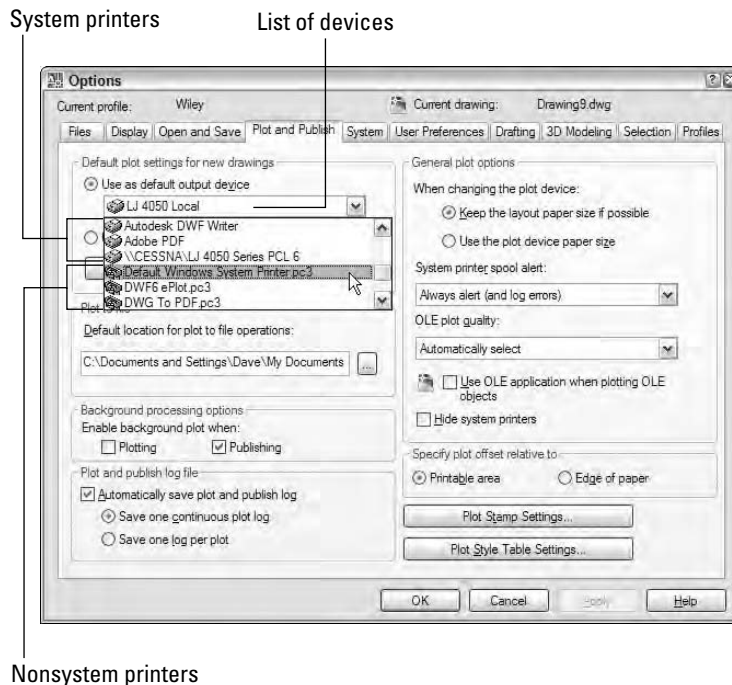 System printers
List of devices
Options
Current profile: Wiley Current drawing: Drawing9.dwg
Files Display Open and Save Plot and Publish System User Preferences Drafting 3D Modeling Selection Profiles
Default plot settings for new drawings
Use as default output device
LJ 4050 Local
Autodesk DWF Writer
Adobe PDF
\\CESSNA\LJ 4050 Series PCL 6
Default Windows System Printer.pc3
DWF6 ePlot.pc3
DWG To PDF.pc3
Plot to file
Default location for plot to file operations:
C:\Documents and Settings\Dave\My Documents ...
Background processing options
Enable background plot when:
Plotting Publishing
Plot and publish log file
Automatically save plot and publish log
Save one continuous plot log
Save one log per plot
General plot options
When changing the plot device:
Keep the layout paper size if possible
Use the plot device paper size
System printer spool alert:
Always alert (and log errors)
OLE plot quality:
Automatically select
Use OLE application when plotting OLE
objects
Hide system printers
Specify plot offset relative to
Printable area Edge of paper
Plot Stamp Settings...
Plot Style Table Settings...
OK Cancel Apply Help
Nonsystem printers